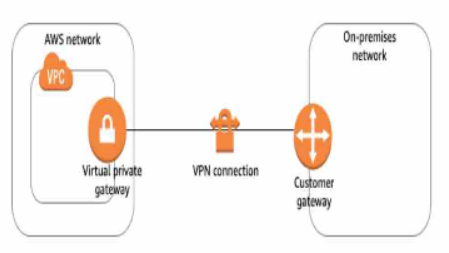 AWS network
VPC
Virtual private
gateway
VPN connection
On-premises
network
Customer
gateway